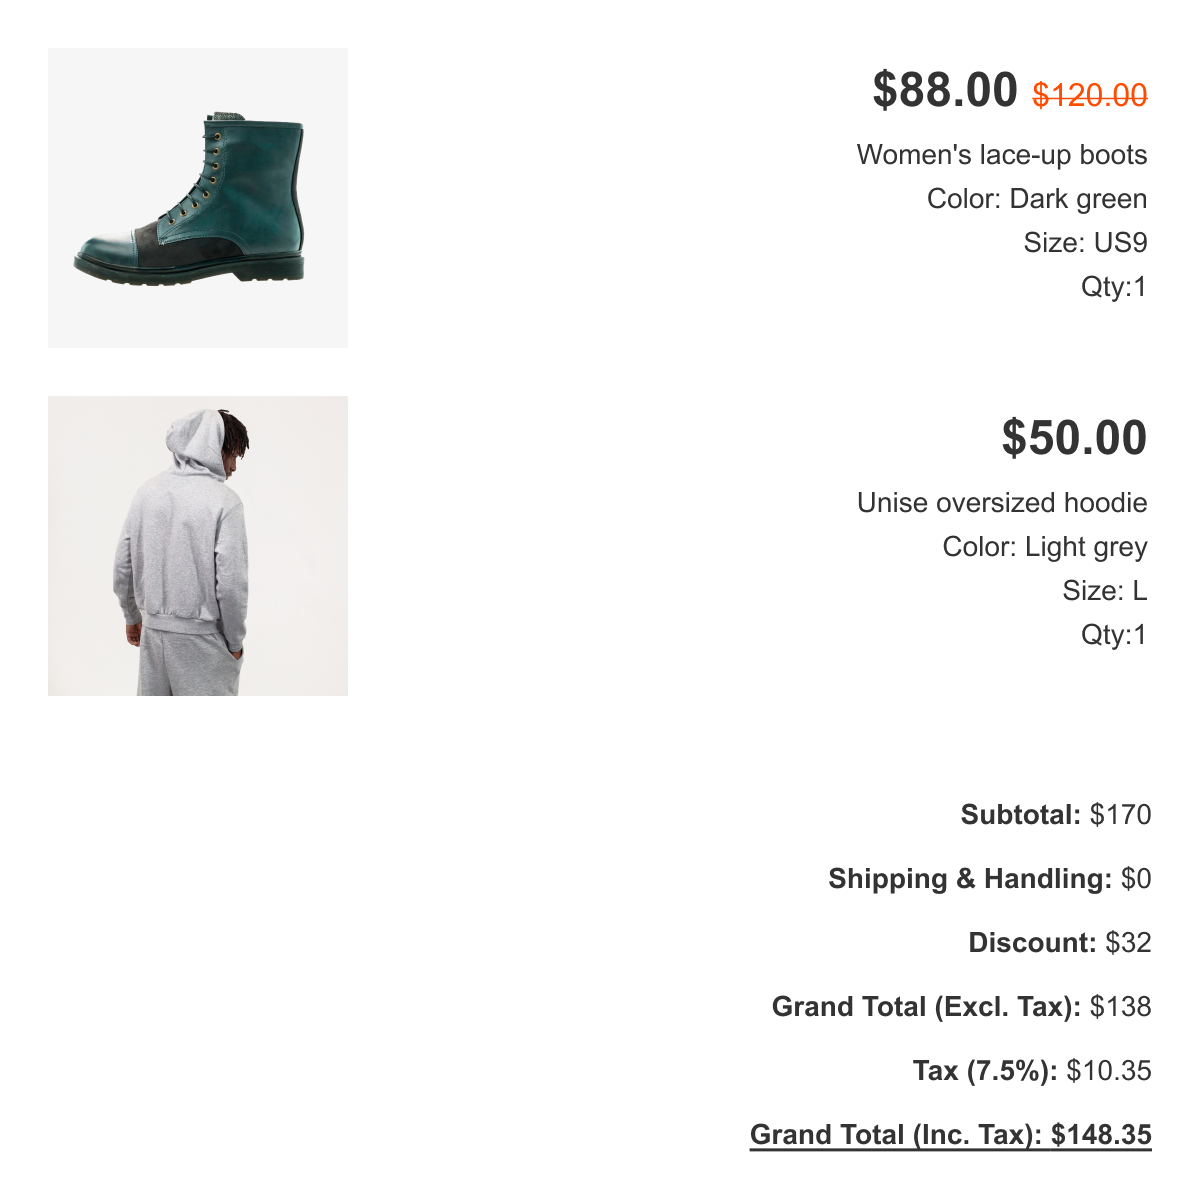 $88.00 $120.00
Women's lace-up boots
Color: Dark green
Size: US9
Qty:1
$50.00
Unise oversized hoodie
Color: Light grey
Size: L
Qty:1
Subtotal: $170
Shipping & Handling: $0
Discount: $32
Grand Total (Excl. Tax): $138
Tax (7.5%): $10.35
Grand Total (Inc. Tax): $148.35